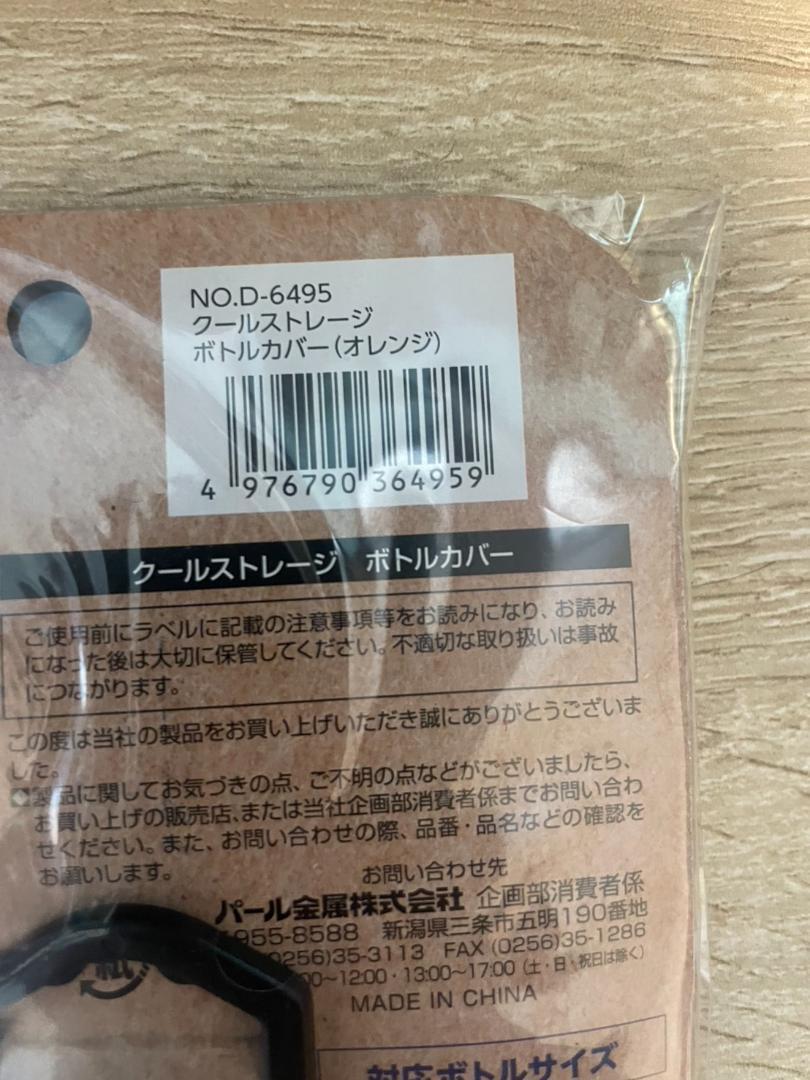 NO.D-6495
クールストレージ
ボトルカバー(オレンジ)
4 976790 364959
クールストレージ ボトルカバー
ご使用前にラベルに記載の注意事項等をお読みになり、お読み
になった後は大切に保管してください。不適切な取り扱いは事故
につながります。
この度は当社の製品をお買い上げいただき誠にありがとうございま
した。
製品に関してお気づきの点、ご不明の点などがございましたら、
お買い上げの販売店、または当社企画部消費者係までお問い合わ
せください。また、お問い合わせの際、品番・品名などの確認を
お願いします。
お問い合わせ先
パール金属株式会社 企画部消費者係
955-8588 新潟県三条市五明190番地
(0256)35-3113 FAX (0256)35-1286
00～12:00・13:00～17:00 (土・日・祝日は除く)
紙
MADE IN CHINA
対応ボトルサイズ